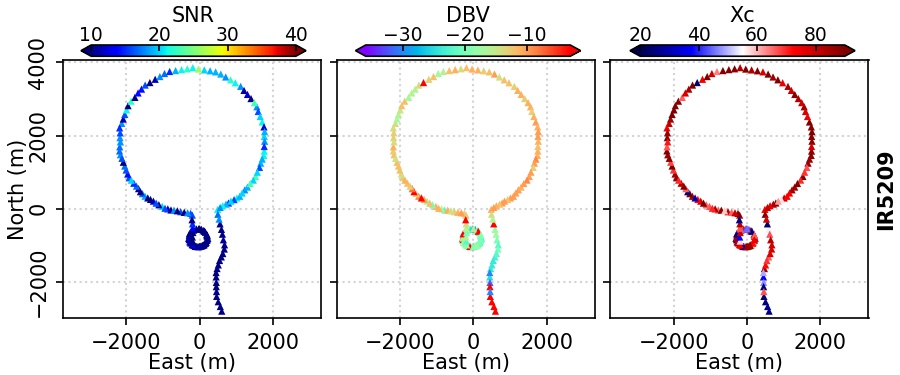 SNR DBV Xc
10 20 30 40 −30 −20 −10 20 40 60 80
4000
2000
0
−2000
North (m)
IR5209
−2000 0 2000 −2000 0 2000 −2000 0 2000
East (m) East (m) East (m)